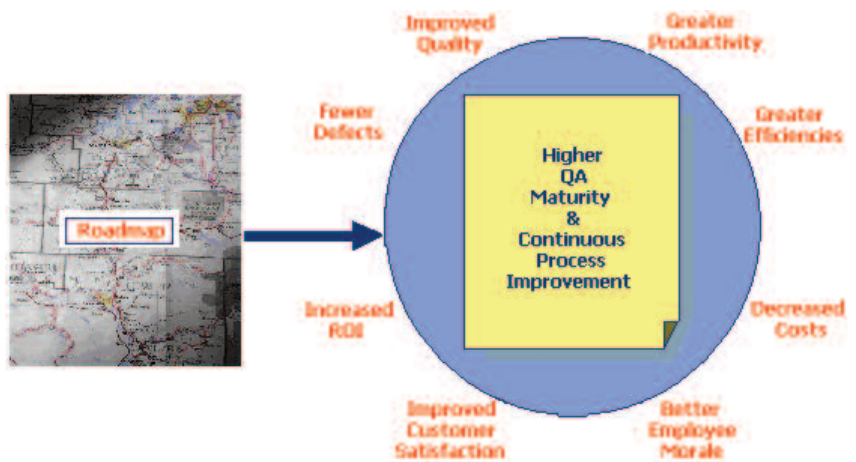 Improved
Quality
Greater
Productivity
Fewer
Defects
Greater
Efficiencies
Higher
QA
Maturity
&
Continuous
Process
Improvement
Roadmap
Increased
ROI
Decreased
Costs
Improved
Customer
Satisfaction
Better
Employee
Morale